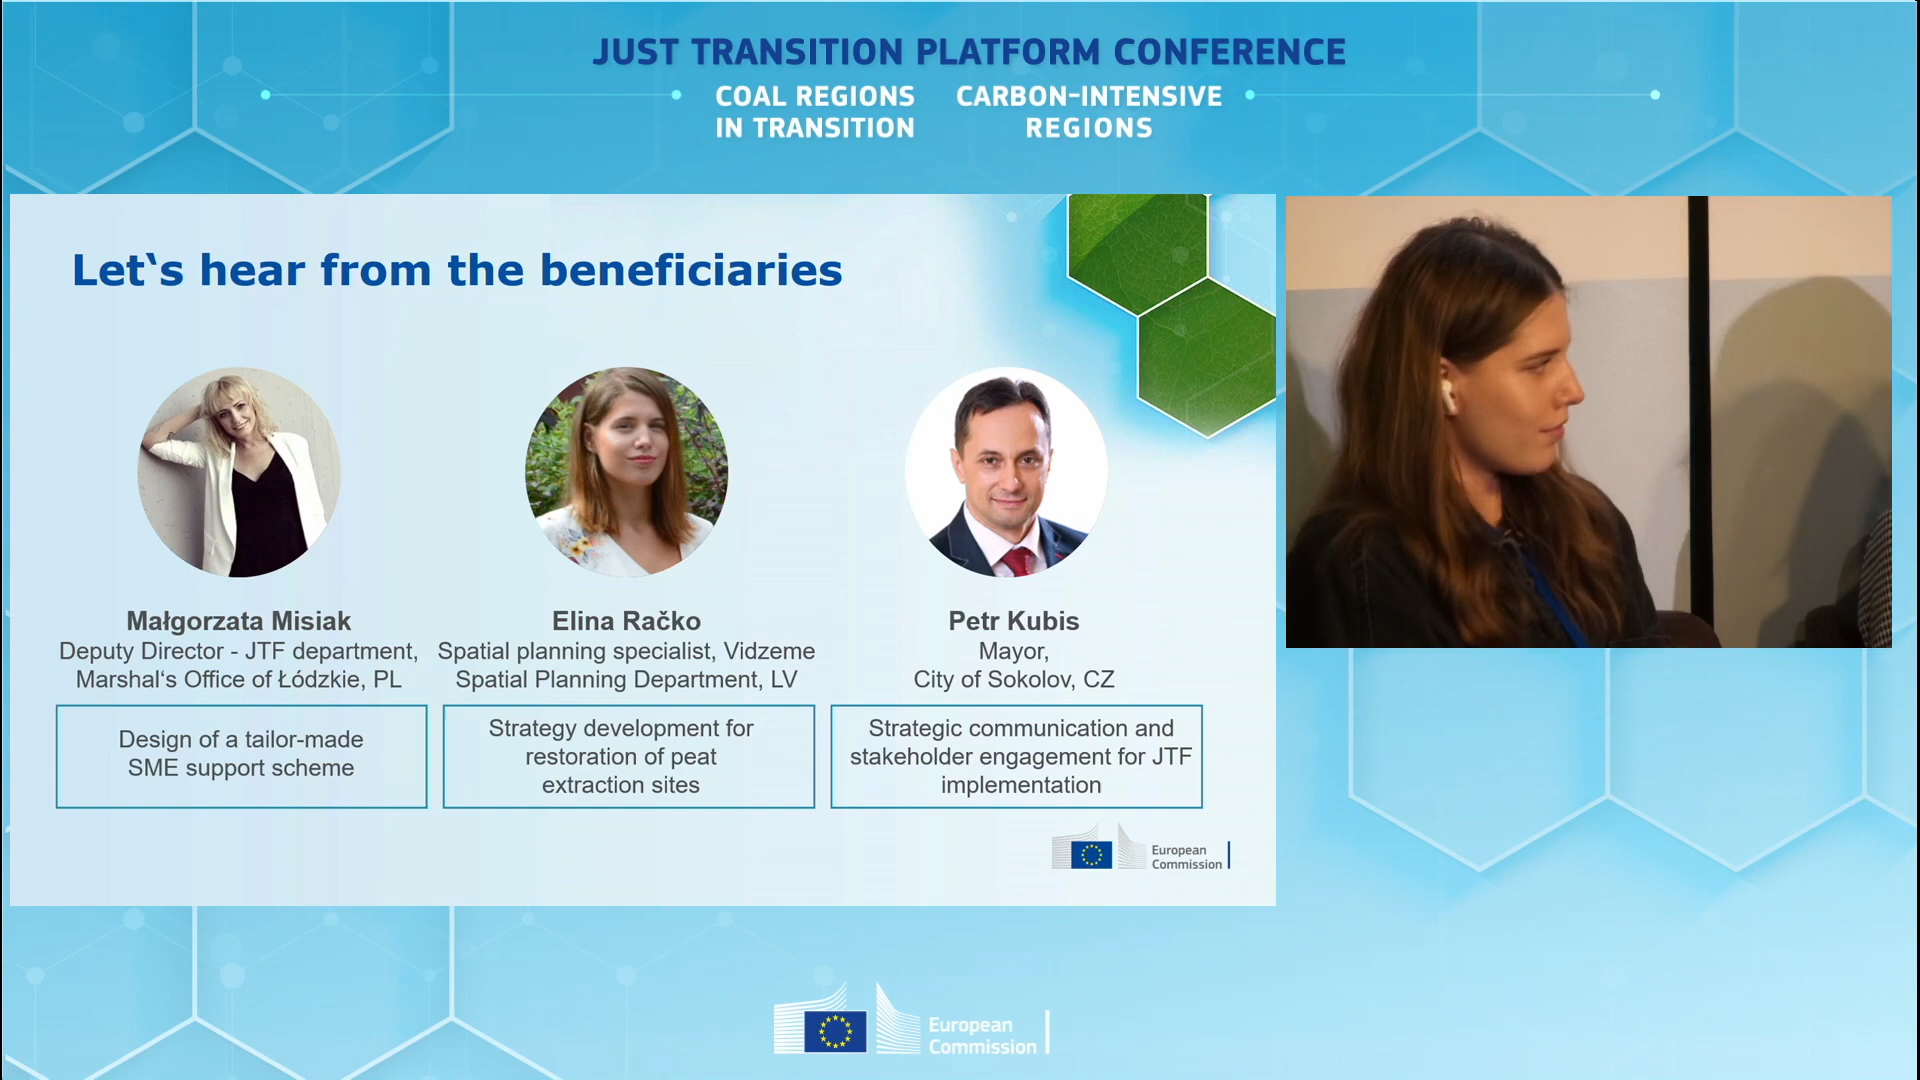 JUST TRANSITION PLATFORM CONFERENCE
COAL REGIONS
IN TRANSITION
CARBON-INTENSIVE
REGIONS
Let‘s hear from the beneficiaries
Małgorzata Misiak
Deputy Director - JTF department,
Marshal‘s Office of Łódzkie, PL
Design of a tailor-made
SME support scheme
Elina Račko
Spatial planning specialist, Vidzeme
Spatial Planning Department, LV
Strategy development for
restoration of peat
extraction sites
Petr Kubis
Mayor,
City of Sokolov, CZ
Strategic communication and
stakeholder engagement for JTF
implementation
European
Commission
European
Commission